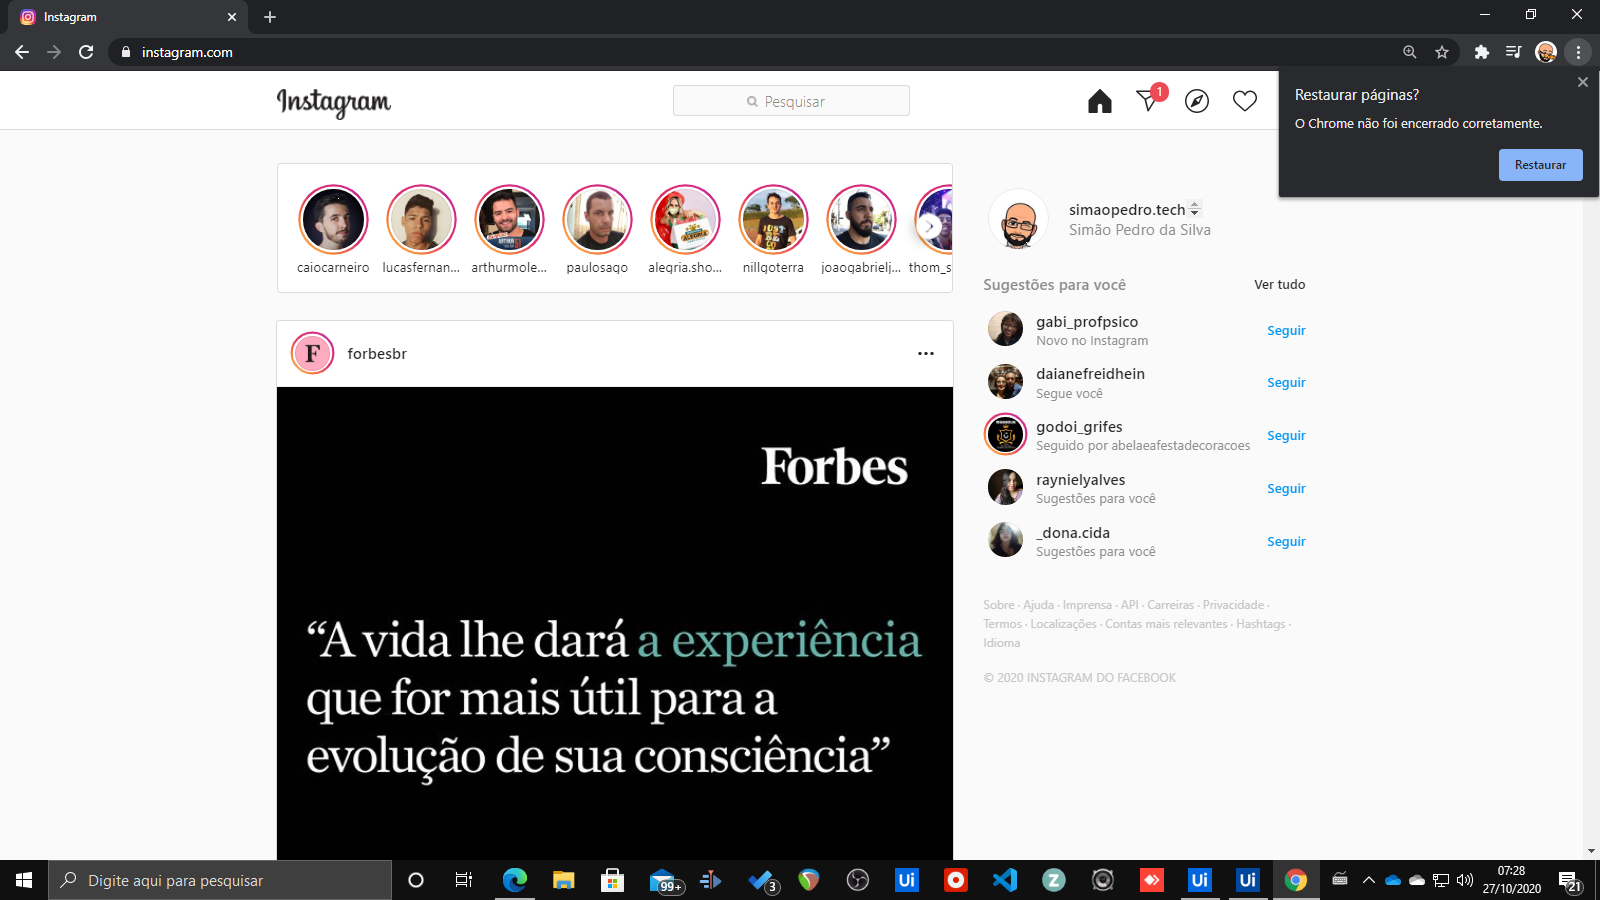 Instagram
instagram.com
Restaurar páginas?
O Chrome não foi encerrado corretamente.
Restaurar
Instagram
Pesquisar
1
caiocarneiro
lucasfernan...
arthurmole...
paulosago
alegria.sho...
nillgoterra
joaogabrielj...
thom_s
simaopedro.tech
Simão Pedro da Silva
Sugestões para você
Ver tudo
gabi_profpsico
Novo no Instagram
Seguir
daianefreidhein
Segue você
Seguir
godoi_grifes
Seguido por abelaeafestadecoracoes
Seguir
raynielyalves
Sugestões para você
Seguir
_dona.cida
Sugestões para você
Seguir
Sobre · Ajuda · Imprensa · API · Carreiras · Privacidade ·
Termos · Localizações · Contas mais relevantes · Hashtags ·
Idioma
© 2020 INSTAGRAM DO FACEBOOK
F
forbesbr
Forbes
“A vida lhe dará a experiência
que for mais útil para a
evolução de sua consciência”
Digite aqui para pesquisar
99+
3
Ui
Z
Ui
Ui
07:28
27/10/2020
21